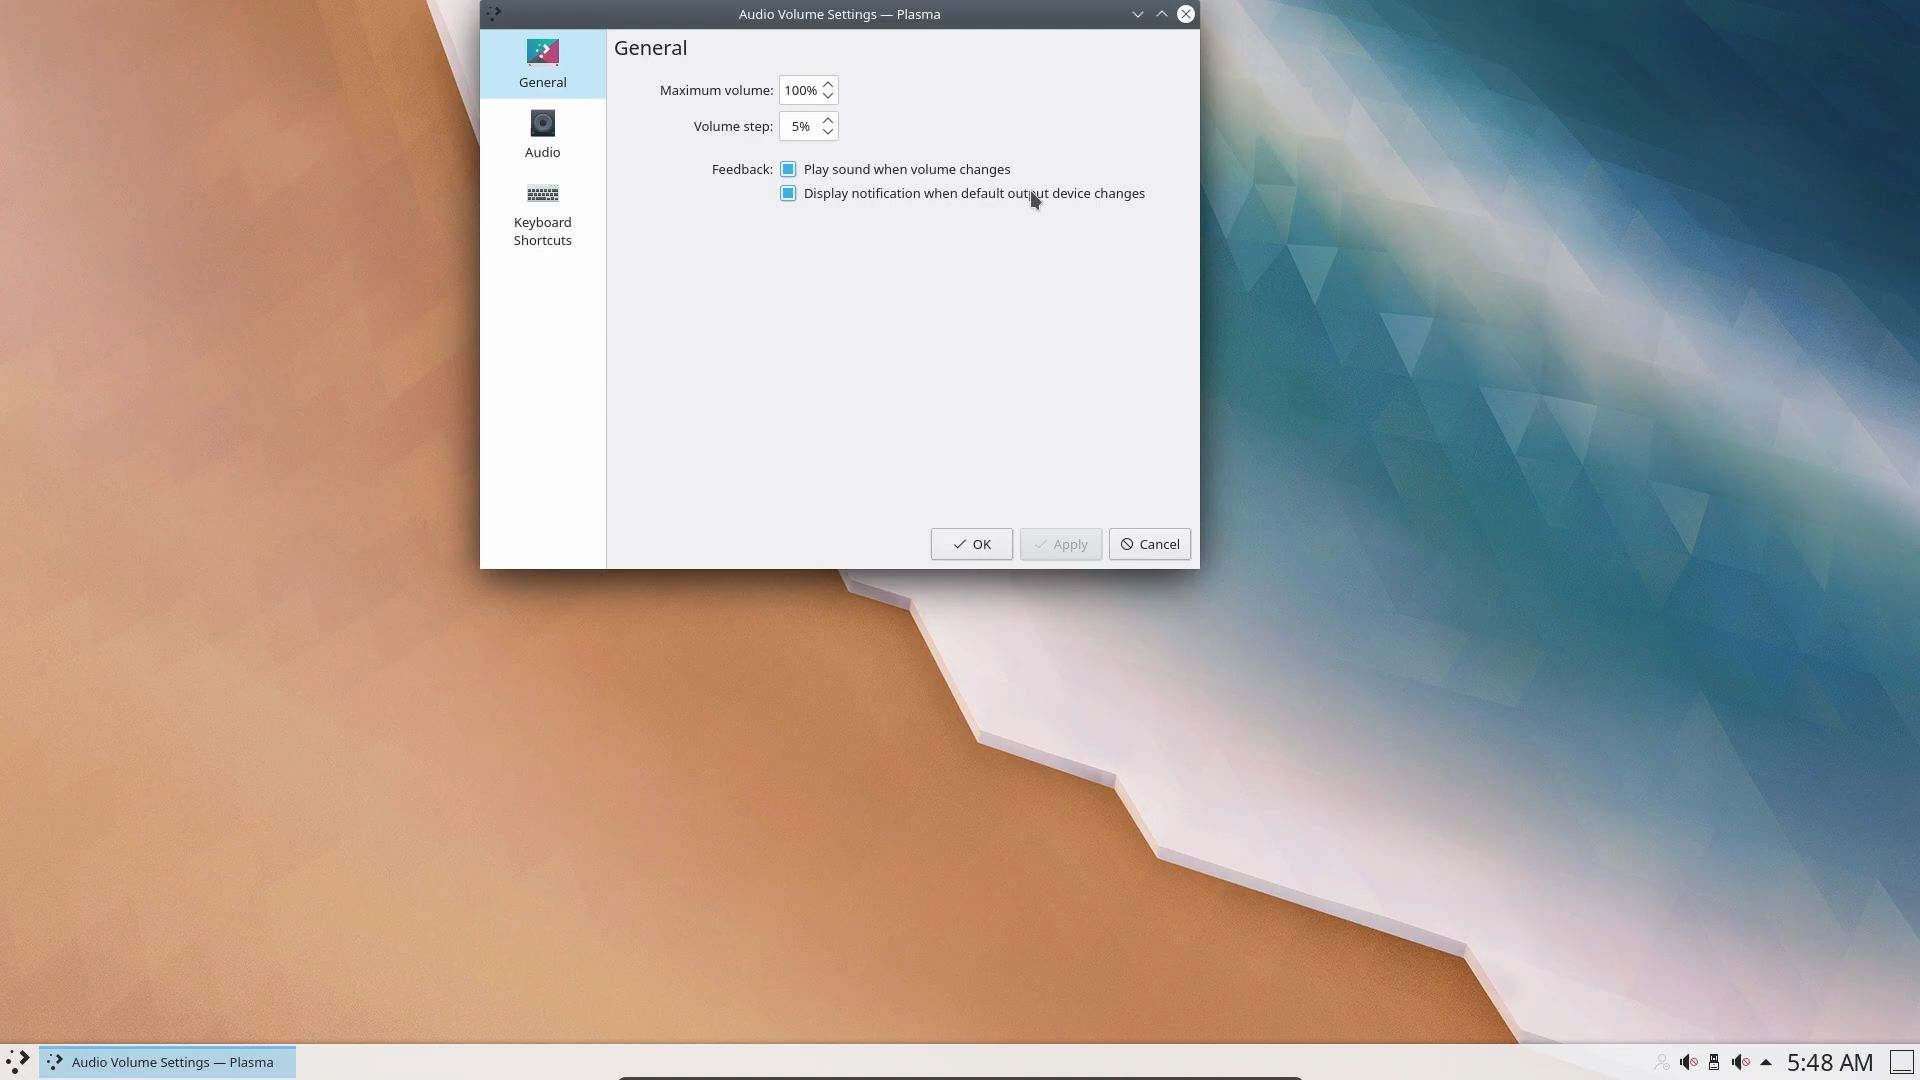 Audio Volume Settings — Plasma
General
General
Maximum volume: 100%
Volume step: 5%
Audio
Feedback: Play sound when volume changes
Display notification when default output device changes
Keyboard
Shortcuts
OK
Apply
Cancel
Audio Volume Settings — Plasma
5:48 AM